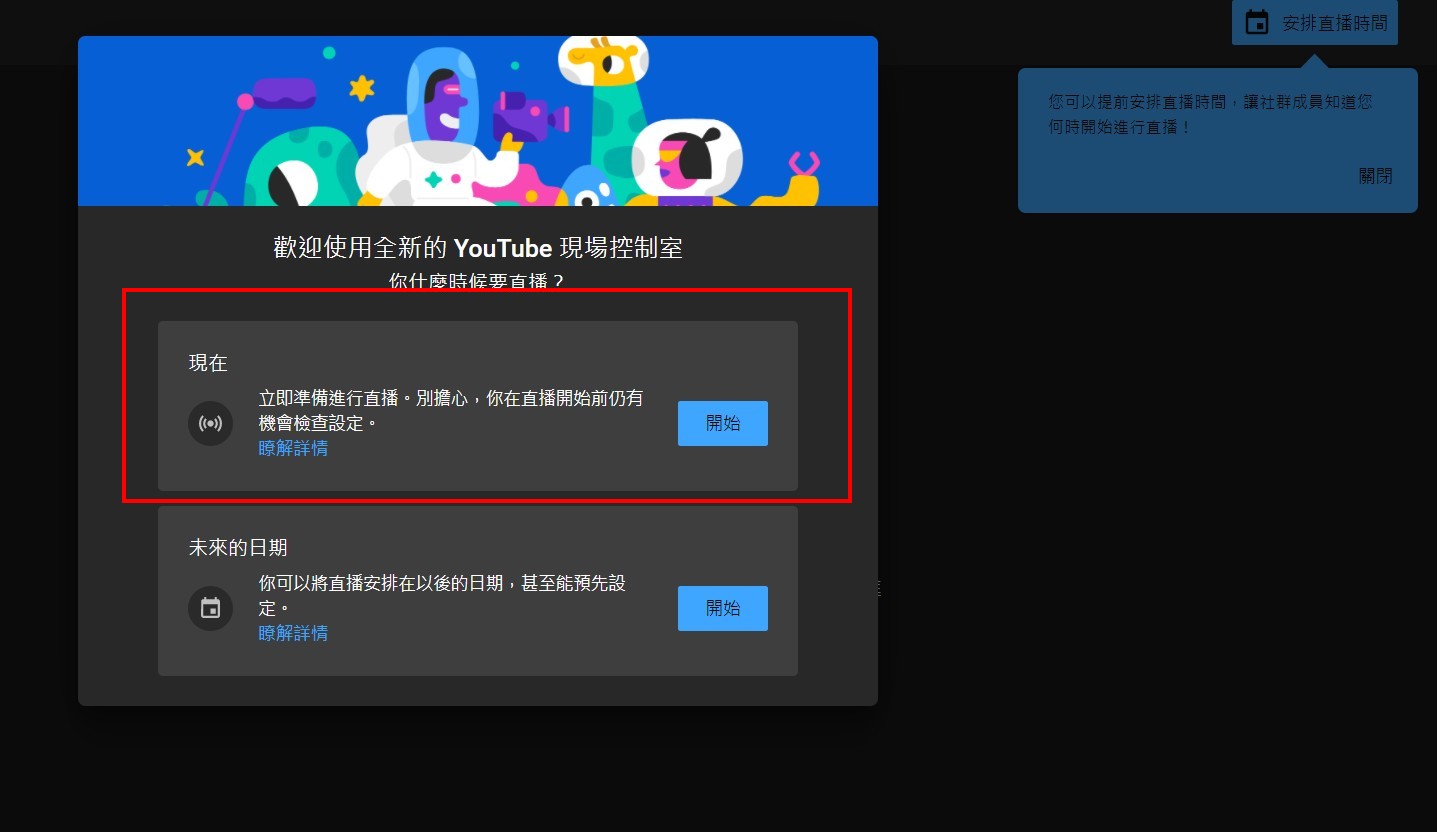 安排直播時間
您可以提前安排直播時間，讓社群成員知道您
何時開始進行直播！
關閉
歡迎使用全新的 YouTube 現場控制室
你什麼時候要直播？
現在
立即準備進行直播。別擔心，你在直播開始前仍有
機會檢查設定。
瞭解詳情
開始
未來的日期
你可以將直播安排在以後的日期，甚至能預先設
定。
瞭解詳情
開始